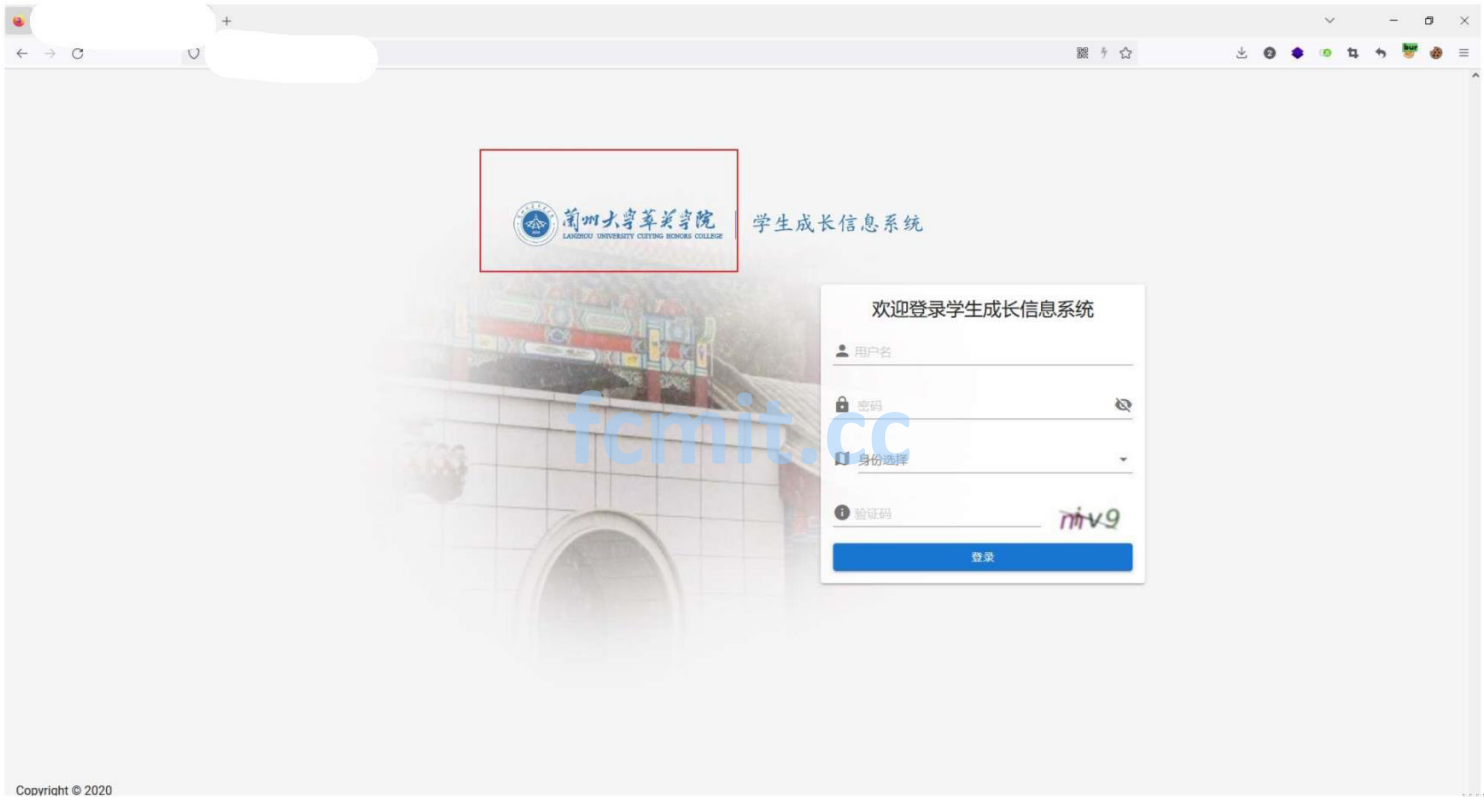 兰州大学萃英学院
LANZHOU UNIVERSITY CUIYING HONORS COLLEGE
学生成长信息系统
欢迎登录学生成长信息系统
用户名
密码
fcmit.cc
身份选择
验证码
登录
Copyright © 2020